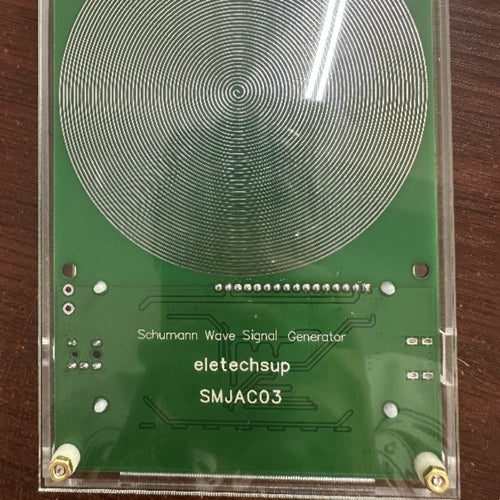 Schumann Wave Signal Generator
eletechsup
SMJAC03